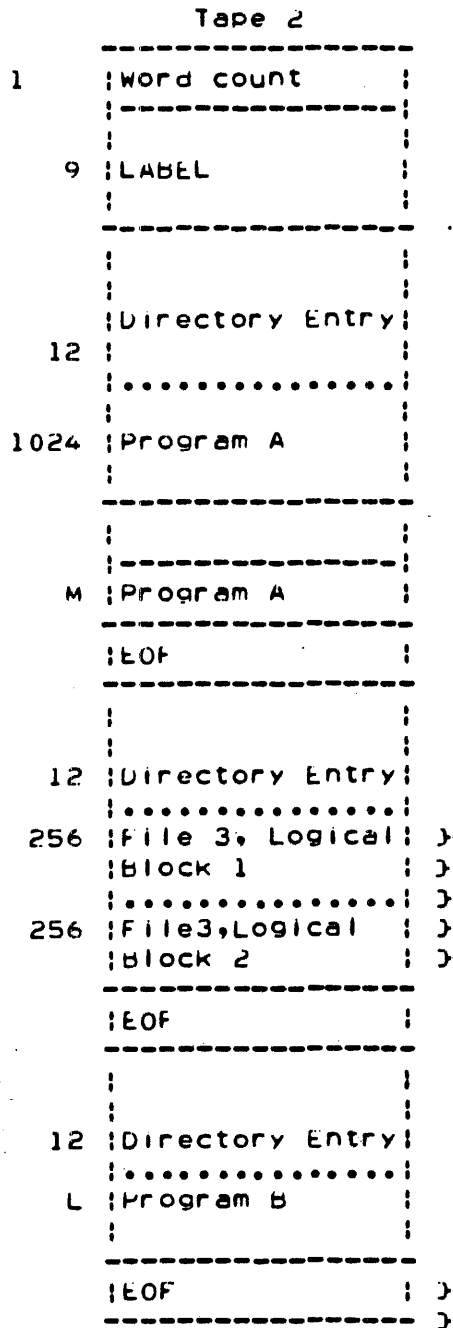 Tape 2
1 Word count
9 LABEL
Directory Entry
12
1024 Program A
M Program A
EOF
12 Directory Entry
256 File 3, Logical }
Block 1 }
}
256 File3,Logical }
Block 2 }
EOF
12 Directory Entry
L Program B
EOF }
}